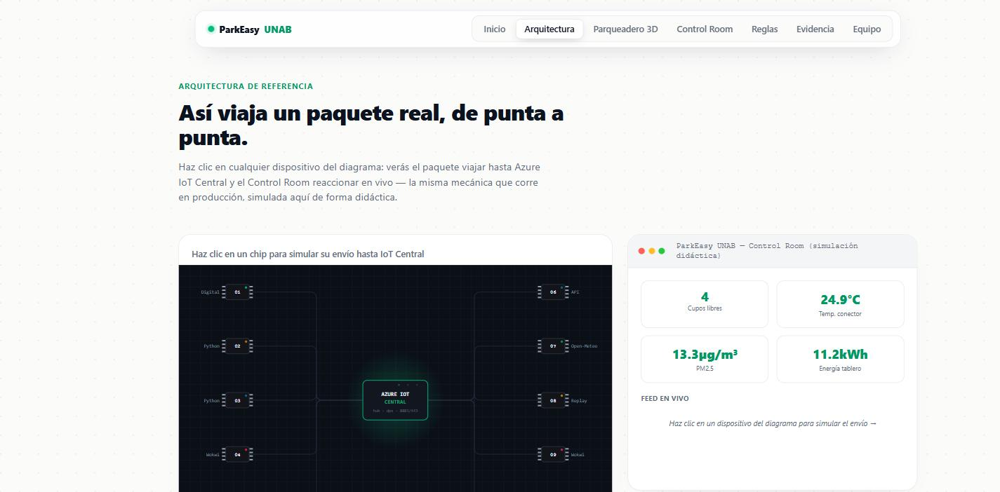 ParkEasy UNAB
Inicio
Arquitectura
Parqueadero 3D
Control Room
Reglas
Evidencia
Equipo
ARQUITECTURA DE REFERENCIA
Así viaja un paquete real, de punta a
punta.
Haz clic en cualquier dispositivo del diagrama: verás el paquete viajar hasta Azure
IoT Central y el Control Room reaccionar en vivo — la misma mecánica que corre
en producción, simulada aquí de forma didáctica.
Haz clic en un chip para simular su envío hasta IoT Central
Digital 01
06 API
Python 02
07 Open-Meteo
AZURE IOT
CENTRAL
hub · dps · 8883/443
Python 03
08 Replay
Wokwi 04
09 Wokwi
ParkEasy UNAB — Control Room (simulación
didáctica)
4
Cupos libres
24.9°C
Temp. conector
13.3µg/m³
PM2.5
11.2kWh
Energía tablero
FEED EN VIVO
Haz clic en un dispositivo del diagrama para simular el envío →